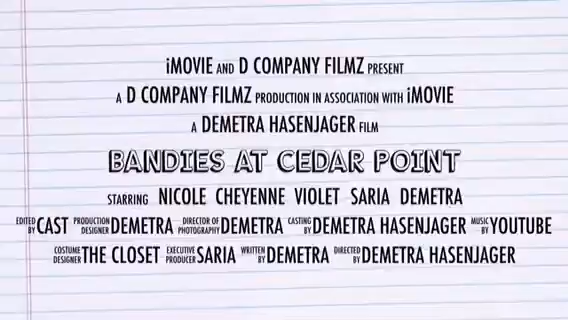 iMOVIE AND D COMPANY FILMZ PRESENT
A D COMPANY FILMZ PRODUCTION IN ASSOCIATION WITH iMOVIE
A DEMETRA HASENJAGER FILM
BANDIES AT CEDAR POINT
STARRING NICOLE CHEYENNE VIOLET SARIA DEMETRA
EDITED BY CAST PRODUCTION DESIGNER DEMETRA DIRECTOR OF PHOTOGRAPHY DEMETRA CASTING BY DEMETRA HASENJAGER MUSIC BY YOUTUBE
COSTUME DESIGNER THE CLOSET EXECUTIVE PRODUCER SARIA WRITTEN BY DEMETRA DIRECTED BY DEMETRA HASENJAGER